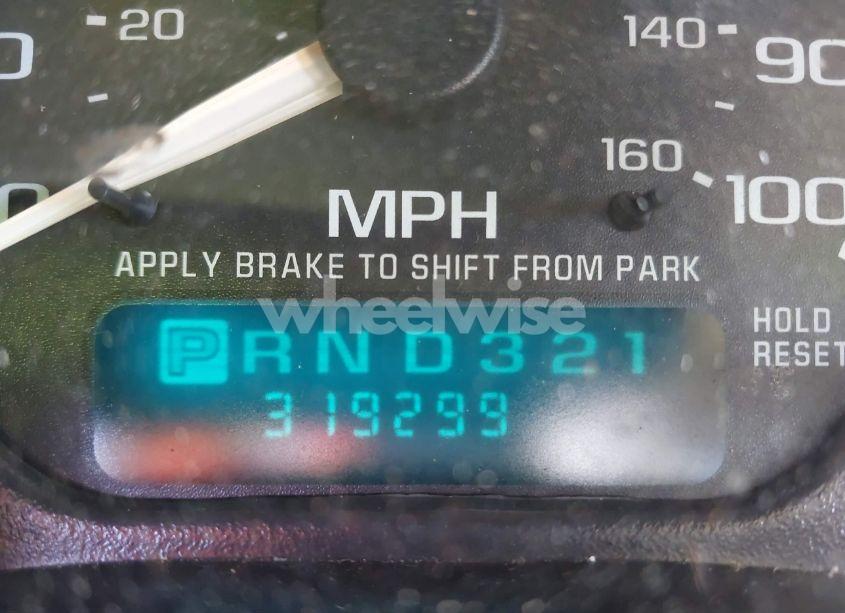 20
140
90
160
100
0
MPH
APPLY BRAKE TO SHIFT FROM PARK
wheelwise
HOLD
RESET
P R N D 3 2 1
319299